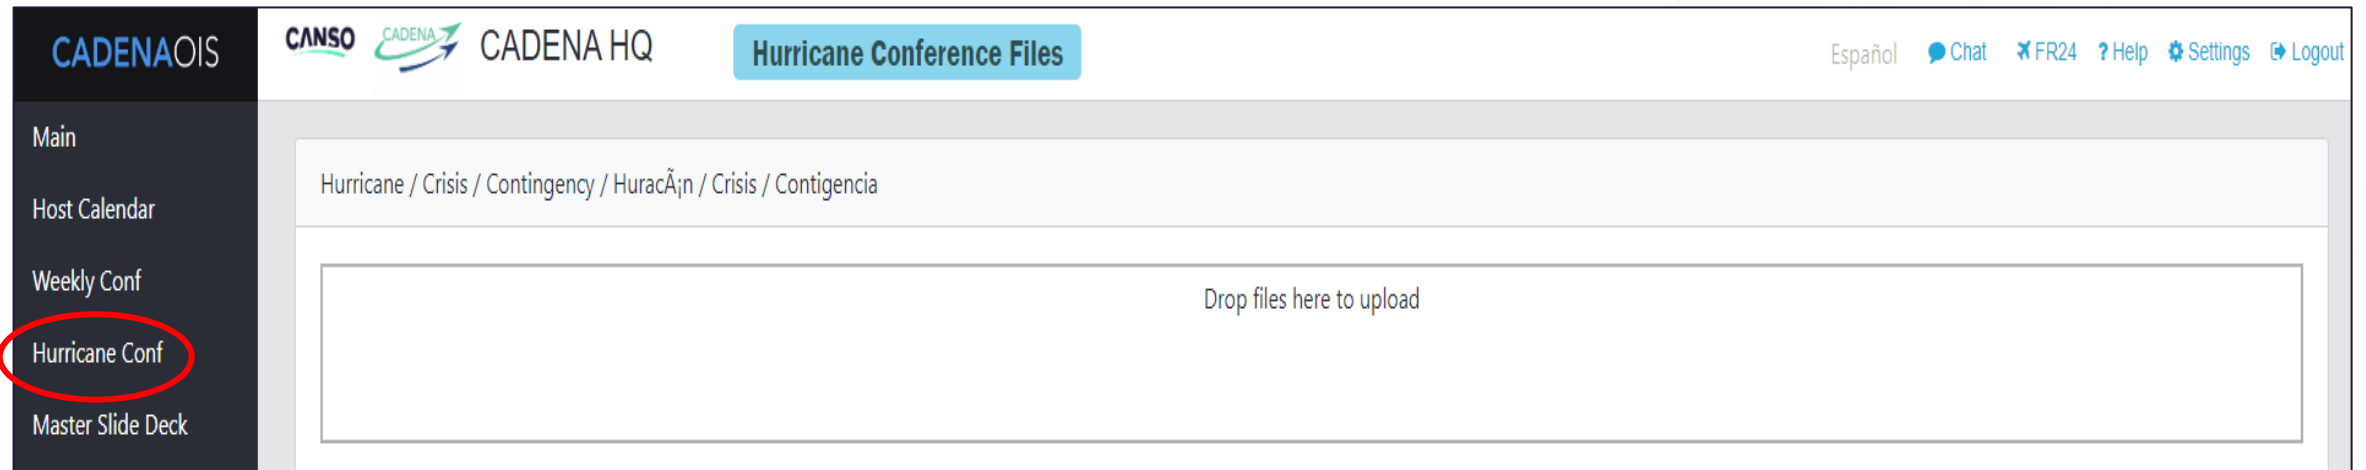 CADENAOIS
CANSO CADENA CADENA HQ Hurricane Conference Files Español Chat FR24 ? Help Settings Logout
Main
Host Calendar
Weekly Conf
Hurricane Conf
Master Slide Deck
Hurricane / Crisis / Contingency / HuracÃ¡n / Crisis / Contigencia
Drop files here to upload